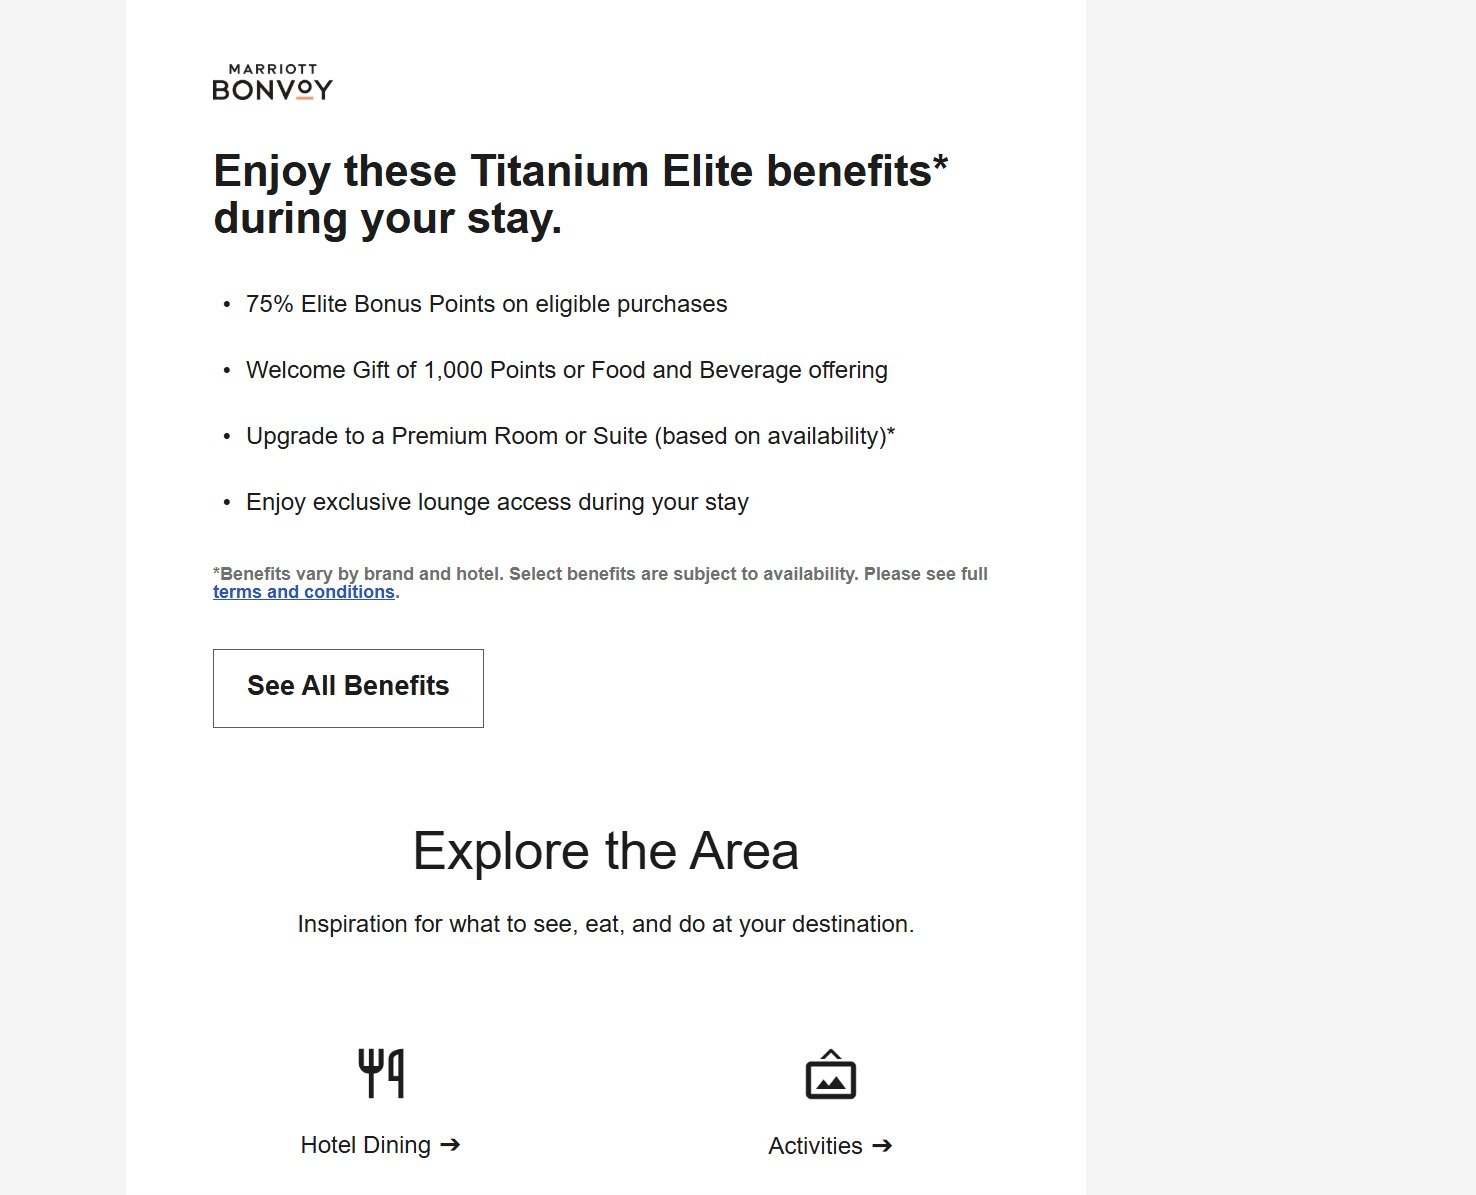 MARRIOTT
BONVOY
Enjoy these Titanium Elite benefits*
during your stay.
• 75% Elite Bonus Points on eligible purchases
• Welcome Gift of 1,000 Points or Food and Beverage offering
• Upgrade to a Premium Room or Suite (based on availability)*
• Enjoy exclusive lounge access during your stay
*Benefits vary by brand and hotel. Select benefits are subject to availability. Please see full
terms and conditions.
See All Benefits
Explore the Area
Inspiration for what to see, eat, and do at your destination.
Hotel Dining ➔
Activities ➔